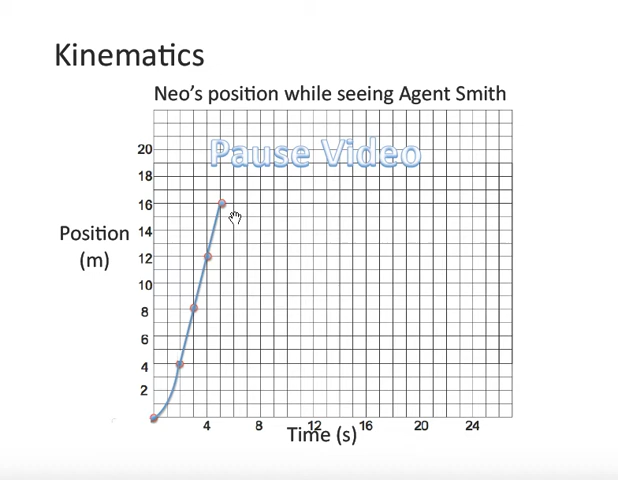 Kinematics
Neo's position while seeing Agent Smith
Pause Video
20
18
16
14
12
10
8
6
4
2
Position
(m)
4 8 12 16 20 24
Time (s)